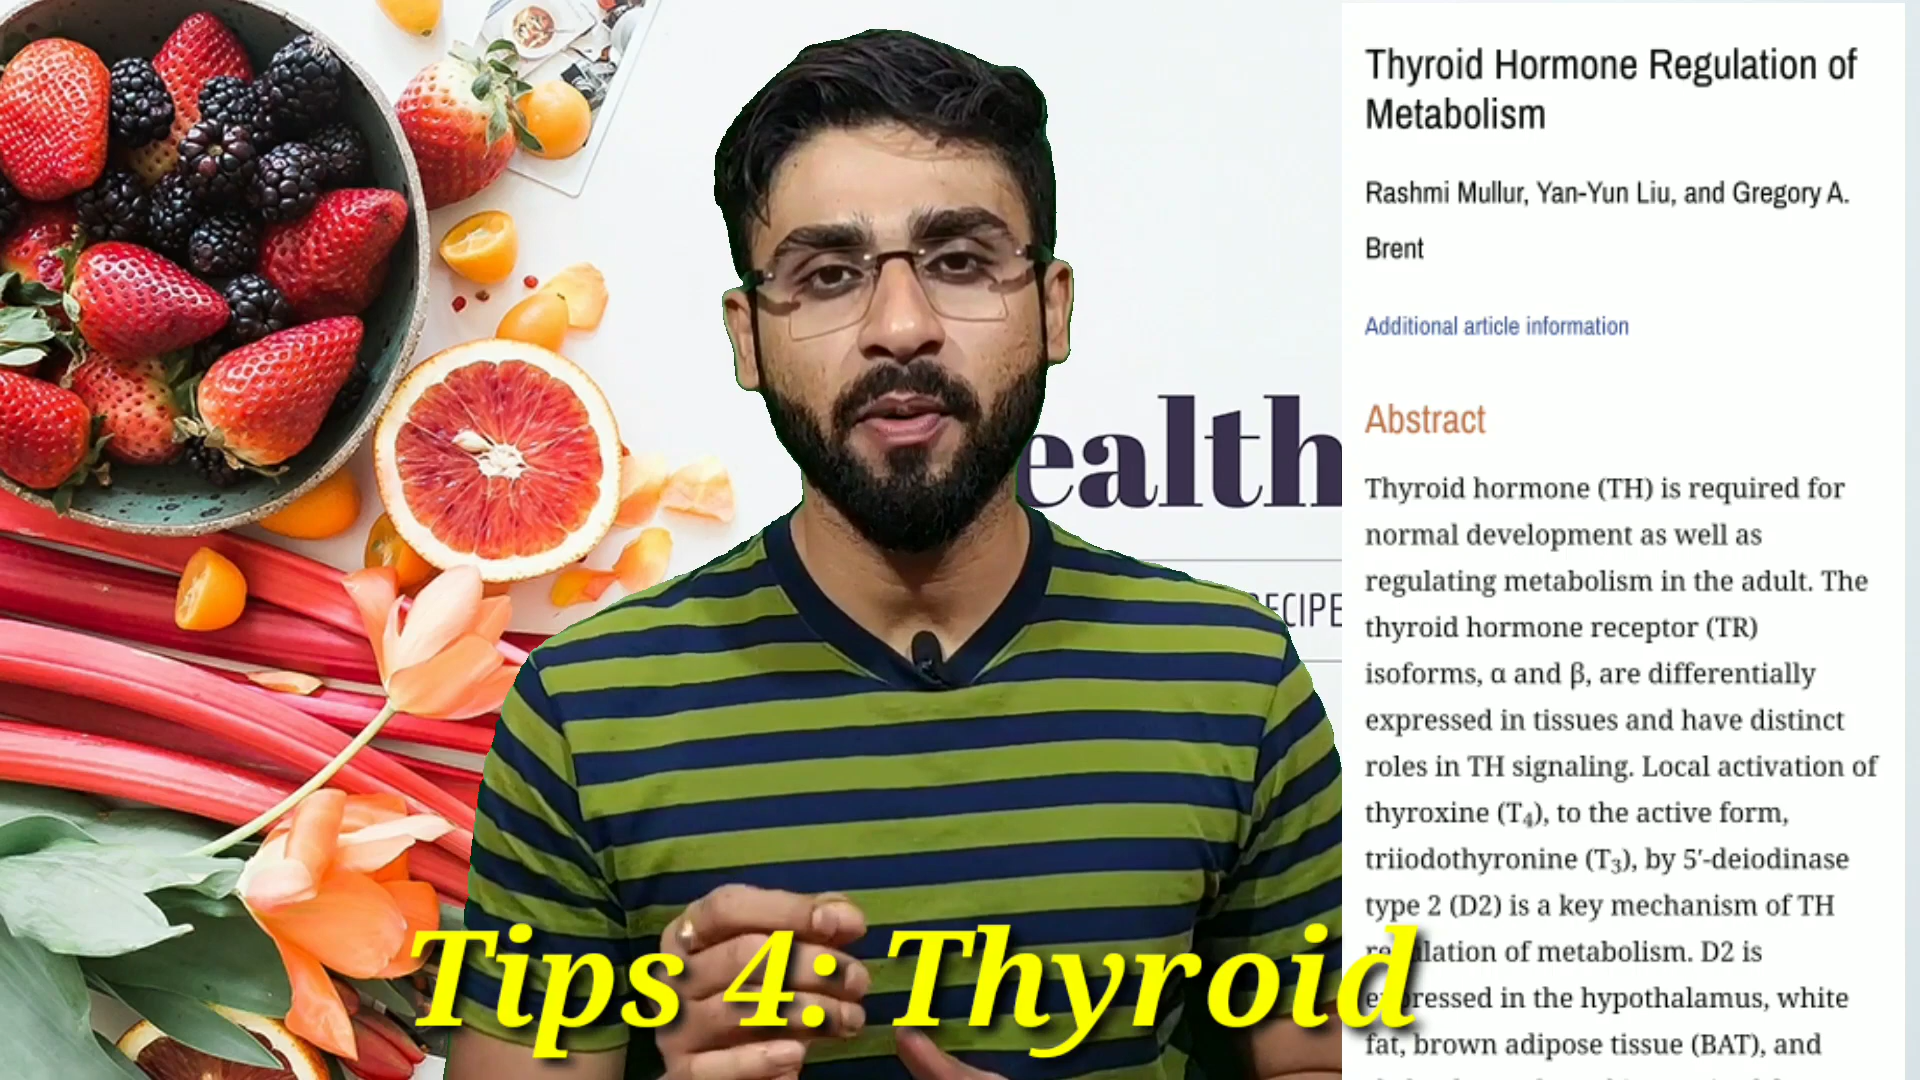 ealth
ECIPE
Thyroid Hormone Regulation of
Metabolism
Rashmi Mullur, Yan-Yun Liu, and Gregory A.
Brent
Additional article information
Abstract
Thyroid hormone (TH) is required for
normal development as well as
regulating metabolism in the adult. The
thyroid hormone receptor (TR)
isoforms, α and β, are differentially
expressed in tissues and have distinct
roles in TH signaling. Local activation of
thyroxine (T₄), to the active form,
triiodothyronine (T₃), by 5′-deiodinase
type 2 (D2) is a key mechanism of TH
regulation of metabolism. D2 is
expressed in the hypothalamus, white
fat, brown adipose tissue (BAT), and
Tips 4: Thyroid